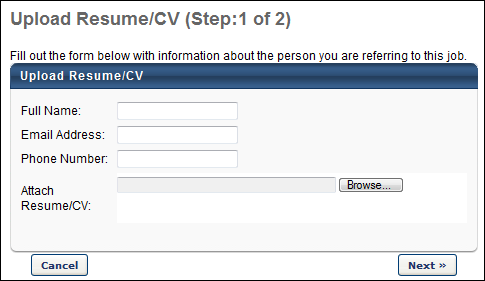 Upload Resume/CV (Step:1 of 2)
Fill out the form below with information about the person you are referring to this job.
Upload Resume/CV
Full Name:
Email Address:
Phone Number:
Attach
Resume/CV:
Browse...
Cancel
Next »